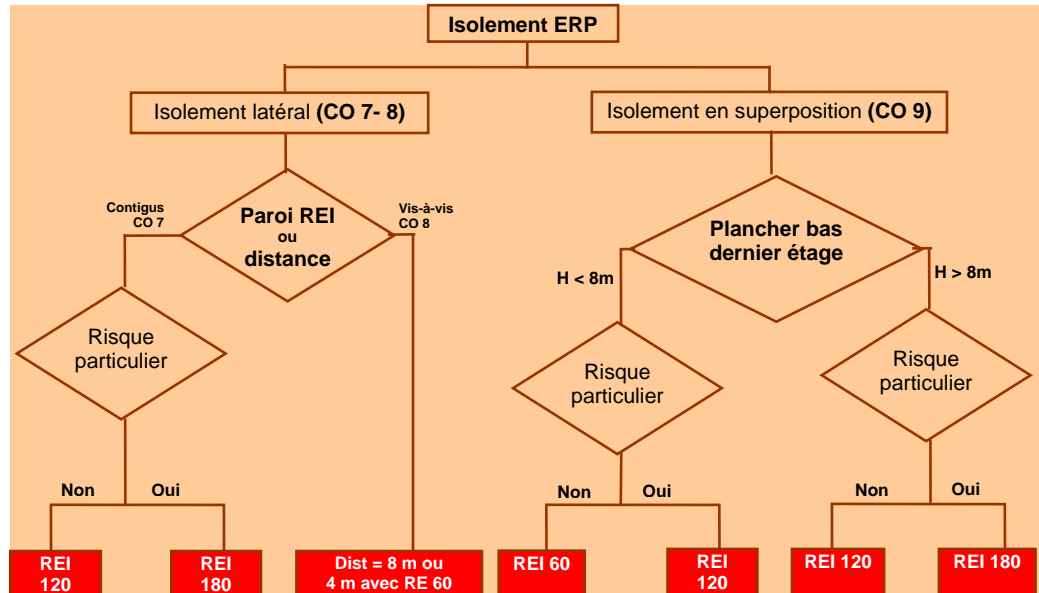 Isolement ERP
Isolement latéral (CO 7- 8)
Isolement en superposition (CO 9)
Contigus
CO 7
Paroi REI
ou
distance
Vis-à-vis
CO 8
Plancher bas
dernier étage
H < 8m
H > 8m
Risque
particulier
Risque
particulier
Risque
particulier
Non
Oui
Non
Oui
Non
Oui
REI
120
REI
180
Dist = 8 m ou
4 m avec RE 60
REI 60
REI
120
REI 120
REI 180